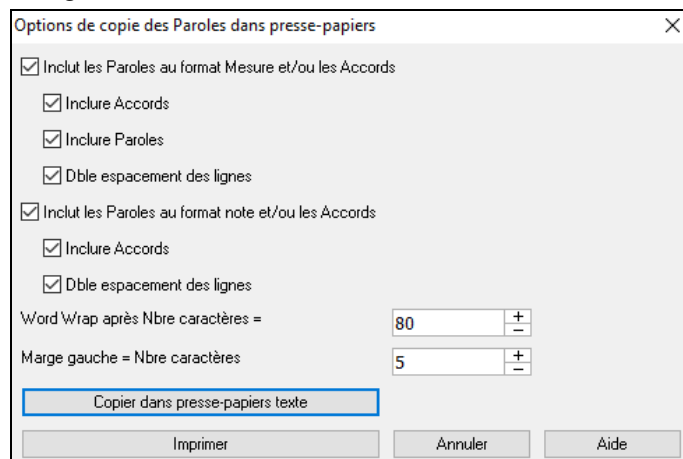 Options de copie des Paroles dans presse-papiers
Inclut les Paroles au format Mesure et/ou les Accords
Inclure Accords
Inclure Paroles
Dble espacement des lignes
Inclut les Paroles au format note et/ou les Accords
Inclure Accords
Dble espacement des lignes
Word Wrap après Nbre caractères = 80
Marge gauche = Nbre caractères 5
Copier dans presse-papiers texte
Imprimer Annuler Aide